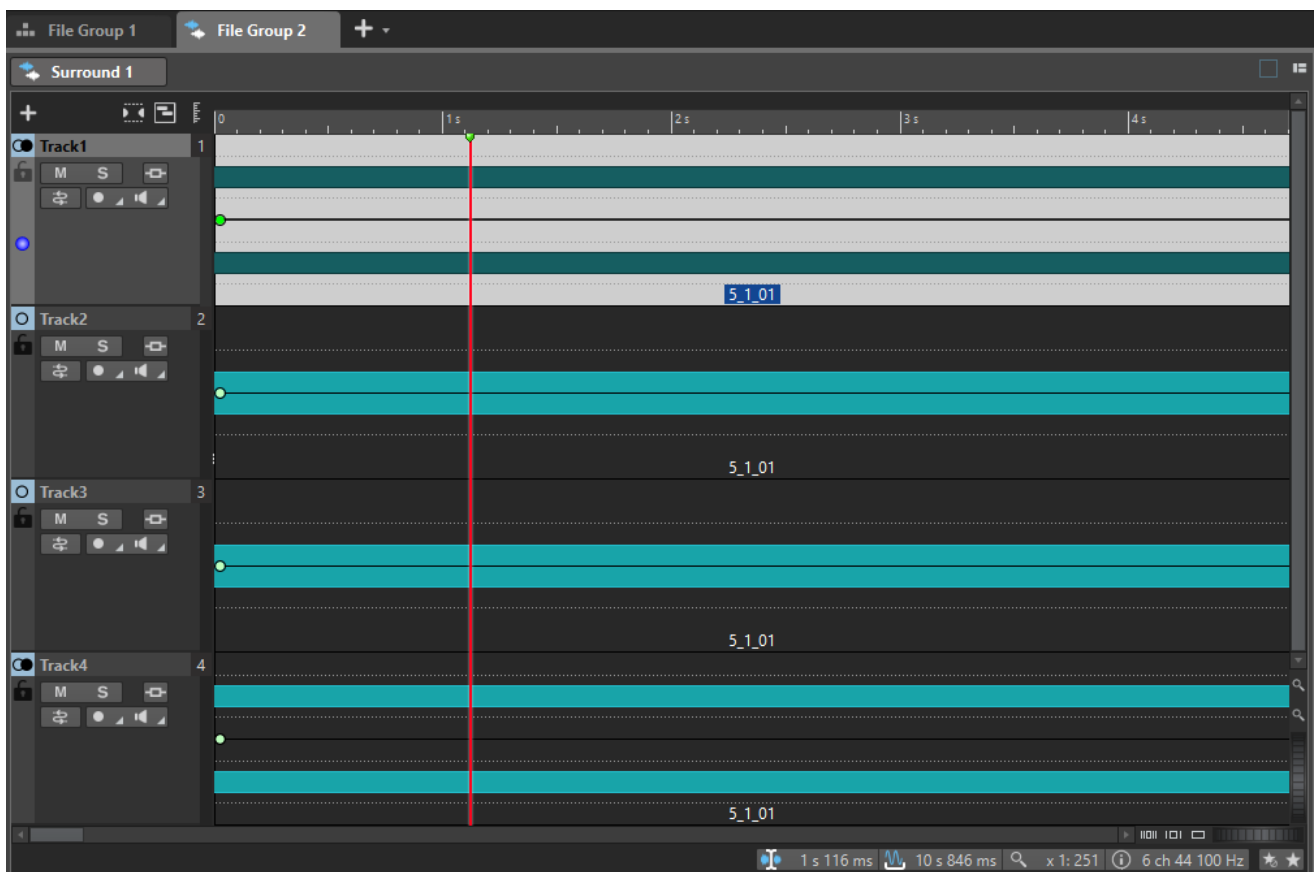 File Group 1 File Group 2
Surround 1
0 1 s 2 s 3 s 4 s
Track1 1
M S
5_1_01
Track2 2
M S
5_1_01
Track3 3
M S
5_1_01
Track4 4
M S
5_1_01
1 s 116 ms 10 s 846 ms x 1: 251 6 ch 44 100 Hz